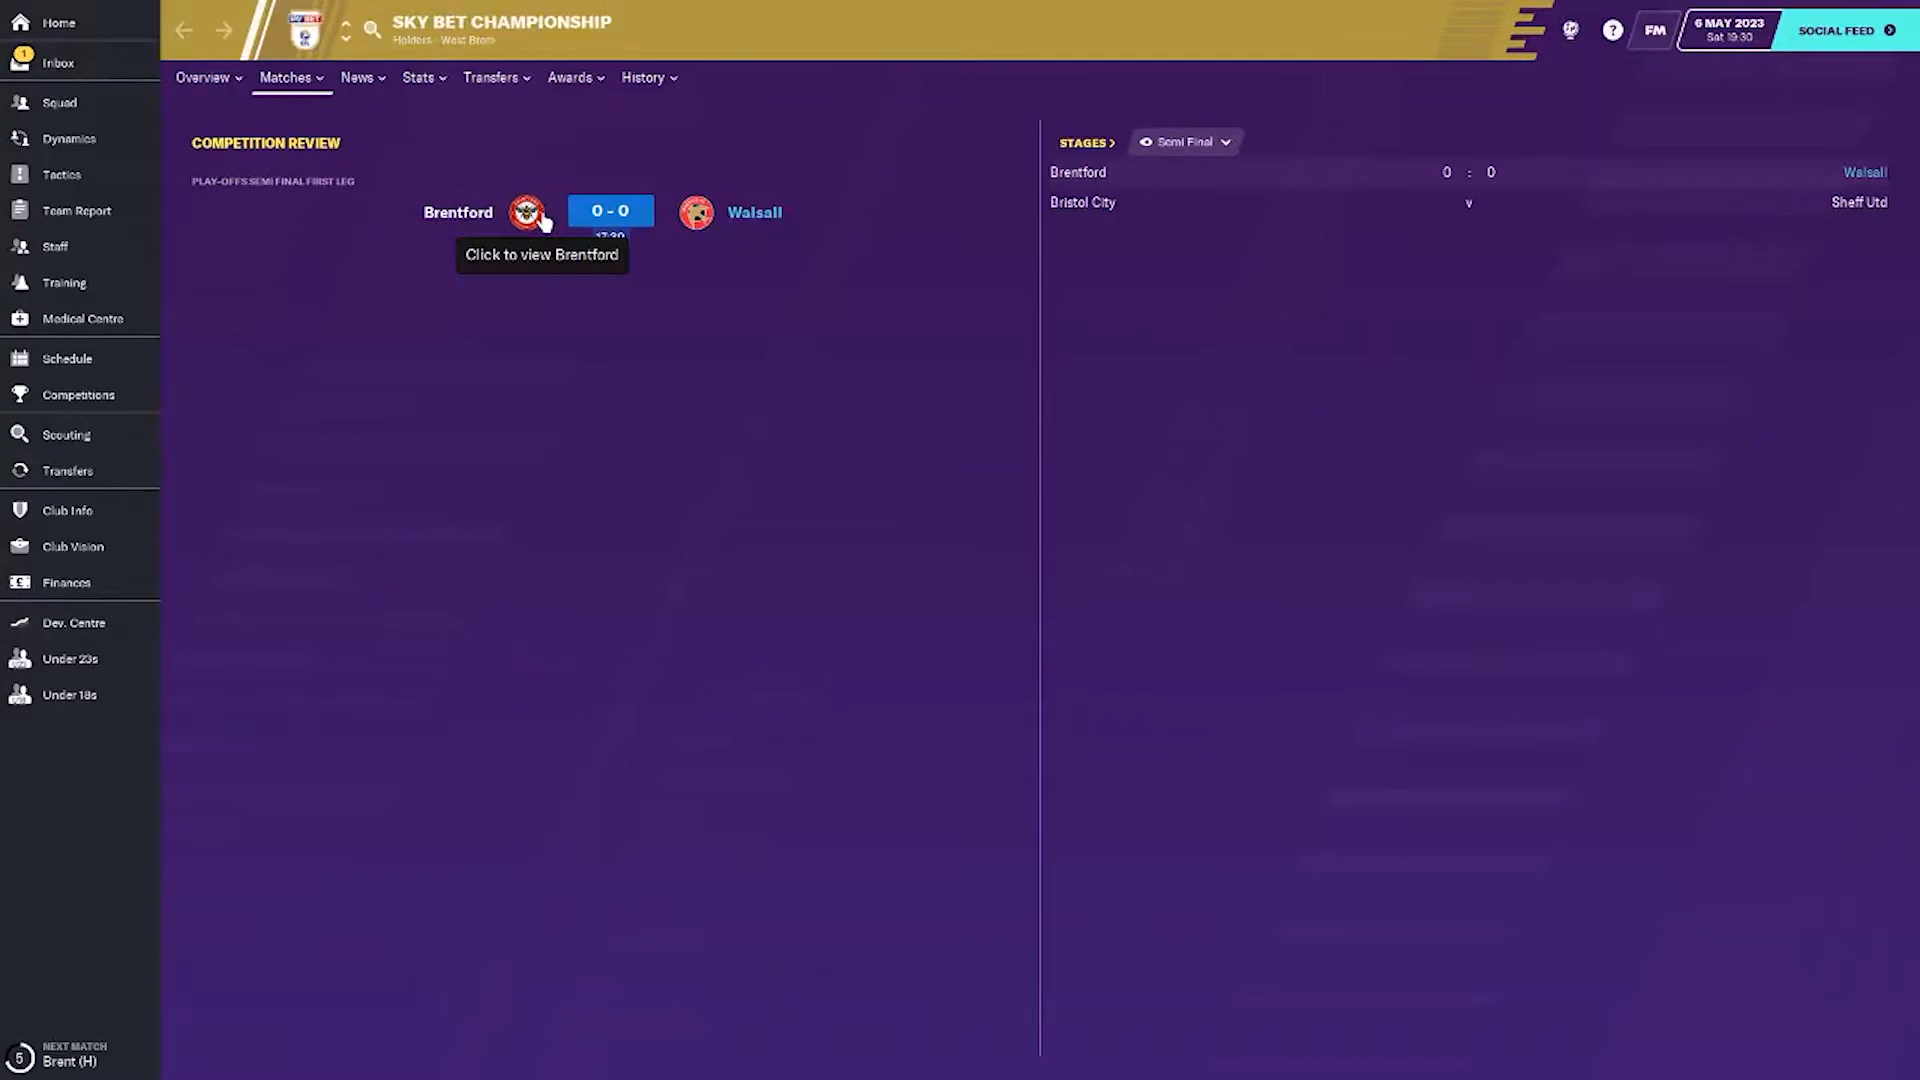 Home
SKY BET CHAMPIONSHIP
Holders - West Brom
?
FM
6 MAY 2023
Sat 19:30
SOCIAL FEED
1
Inbox
Overview
Matches
News
Stats
Transfers
Awards
History
Squad
Dynamics
Tactics
Team Report
Staff
Training
Medical Centre
Schedule
Competitions
Scouting
Transfers
Club Info
Club Vision
Finances
Dev. Centre
Under 23s
Under 18s
5
NEXT MATCH
Brent (H)
COMPETITION REVIEW
PLAY-OFFS SEMI FINAL FIRST LEG
Brentford 0 - 0 Walsall
17:30
Click to view Brentford
STAGES >
Semi Final
Brentford 0 : 0 Walsall
Bristol City v Sheff Utd